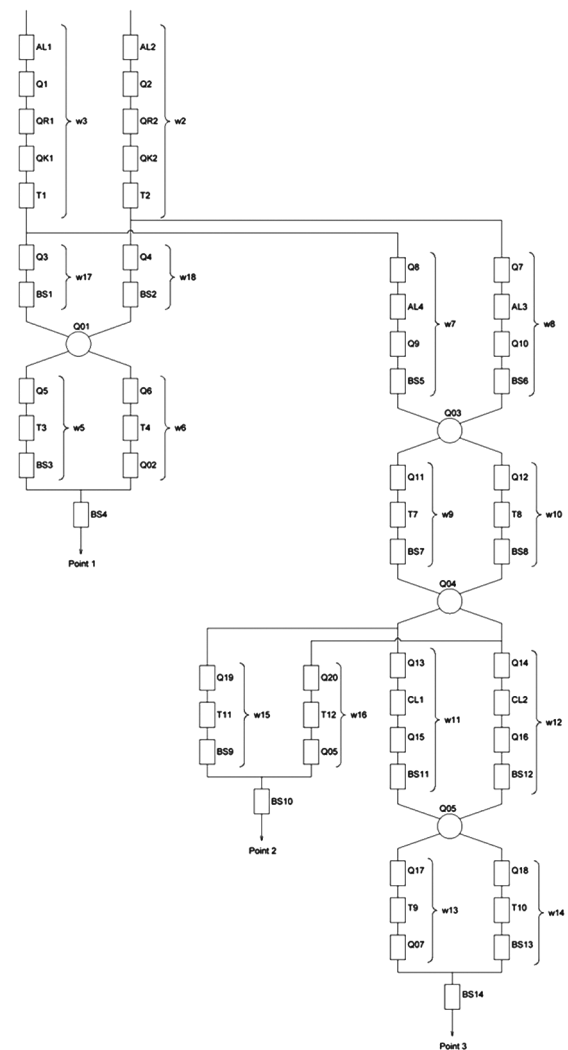 AL1
Q1
QR1
QK1
T1
w3
AL2
Q2
QR2
QK2
T2
w2
Q3
BS1
w17
Q4
BS2
w18
Q01
Q5
T3
BS3
w5
Q6
T4
Q02
w6
BS4
Point 1
Q8
AL4
Q9
BS5
w7
Q7
AL3
Q10
BS6
w8
Q03
Q11
T7
BS7
w9
Q12
T8
BS8
w10
Q04
Q19
T11
BS9
w15
Q20
T12
Q05
w16
BS10
Point 2
Q13
CL1
Q15
BS11
w11
Q14
CL2
Q16
BS12
w12
Q05
Q17
T9
Q07
w13
Q18
T10
BS13
w14
BS14
Point 3